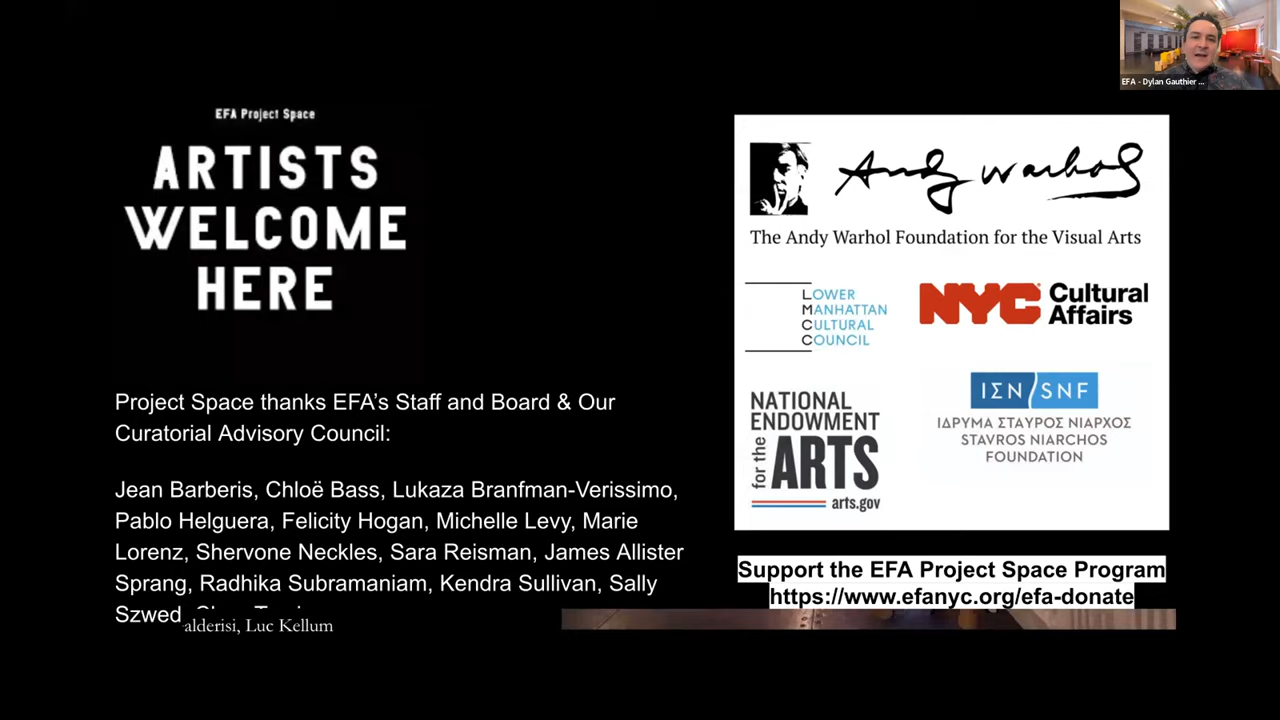 EFA - Dylan Gauthier ...
EFA Project Space
ARTISTS
WELCOME
HERE
Project Space thanks EFA's Staff and Board & Our
Curatorial Advisory Council:
Jean Barberis, Chloë Bass, Lukaza Branfman-Verissimo,
Pablo Helguera, Felicity Hogan, Michelle Levy, Marie
Lorenz, Shervone Neckles, Sara Reisman, James Allister
Sprang, Radhika Subramaniam, Kendra Sullivan, Sally
Szwed
alderisi, Luc Kellum
Andy Warhol
The Andy Warhol Foundation for the Visual Arts
LOWER
MANHATTAN
CULTURAL
COUNCIL
NYC Cultural
Affairs
NATIONAL
ENDOWMENT
for the ARTS
arts.gov
ΙΣΝ/SNF
ΙΔΡΥΜΑ ΣΤΑΥΡΟΣ ΝΙΑΡΧΟΣ
STAVROS NIARCHOS
FOUNDATION
Support the EFA Project Space Program
https://www.efanyc.org/efa-donate